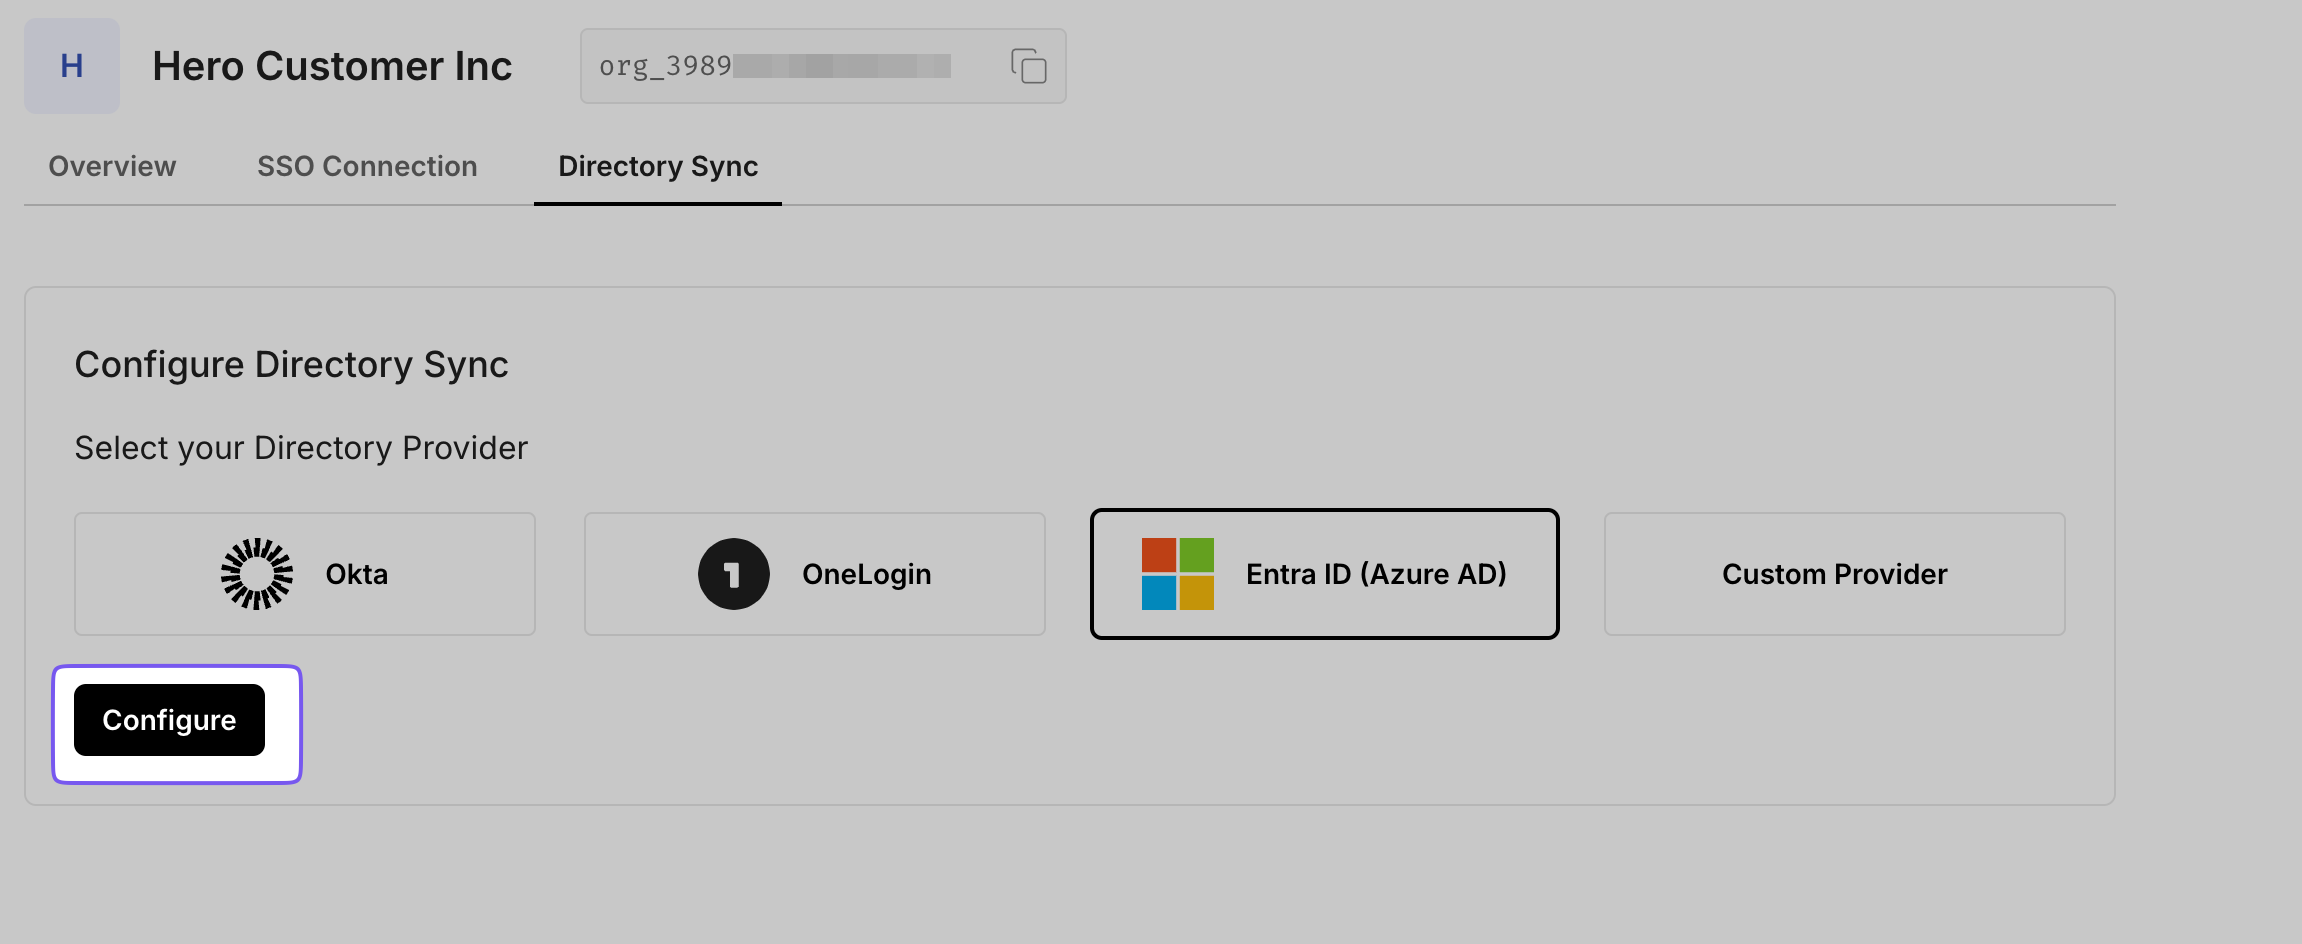 H
Hero Customer Inc
org_3989
Overview
SSO Connection
Directory Sync
Configure Directory Sync
Select your Directory Provider
Okta
1
OneLogin
Entra ID (Azure AD)
Custom Provider
Configure